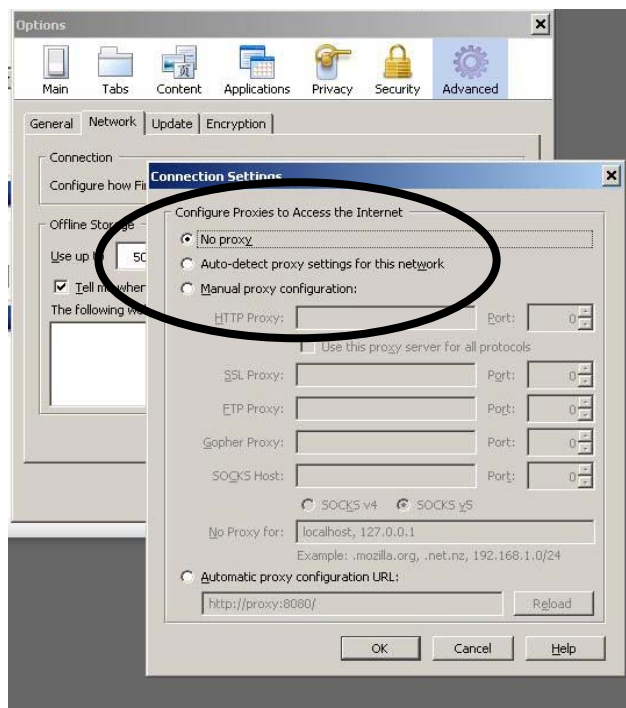 Options
Main Tabs Content Applications Privacy Security Advanced
General Network Update Encryption
Connection
Configure how Fi
Offline Storage
Use up to 50
Tell me when
The following we
Connection Settings
Configure Proxies to Access the Internet
No proxy
Auto-detect proxy settings for this network
Manual proxy configuration:
HTTP Proxy: Port: 0
Use this proxy server for all protocols
SSL Proxy: Port: 0
FTP Proxy: Port: 0
Gopher Proxy: Port: 0
SOCKS Host: Port: 0
SOCKS v4 SOCKS v5
No Proxy for: localhost, 127.0.0.1
Example: .mozilla.org, .net.nz, 192.168.1.0/24
Automatic proxy configuration URL:
http://proxy:8080/ Reload
OK Cancel Help